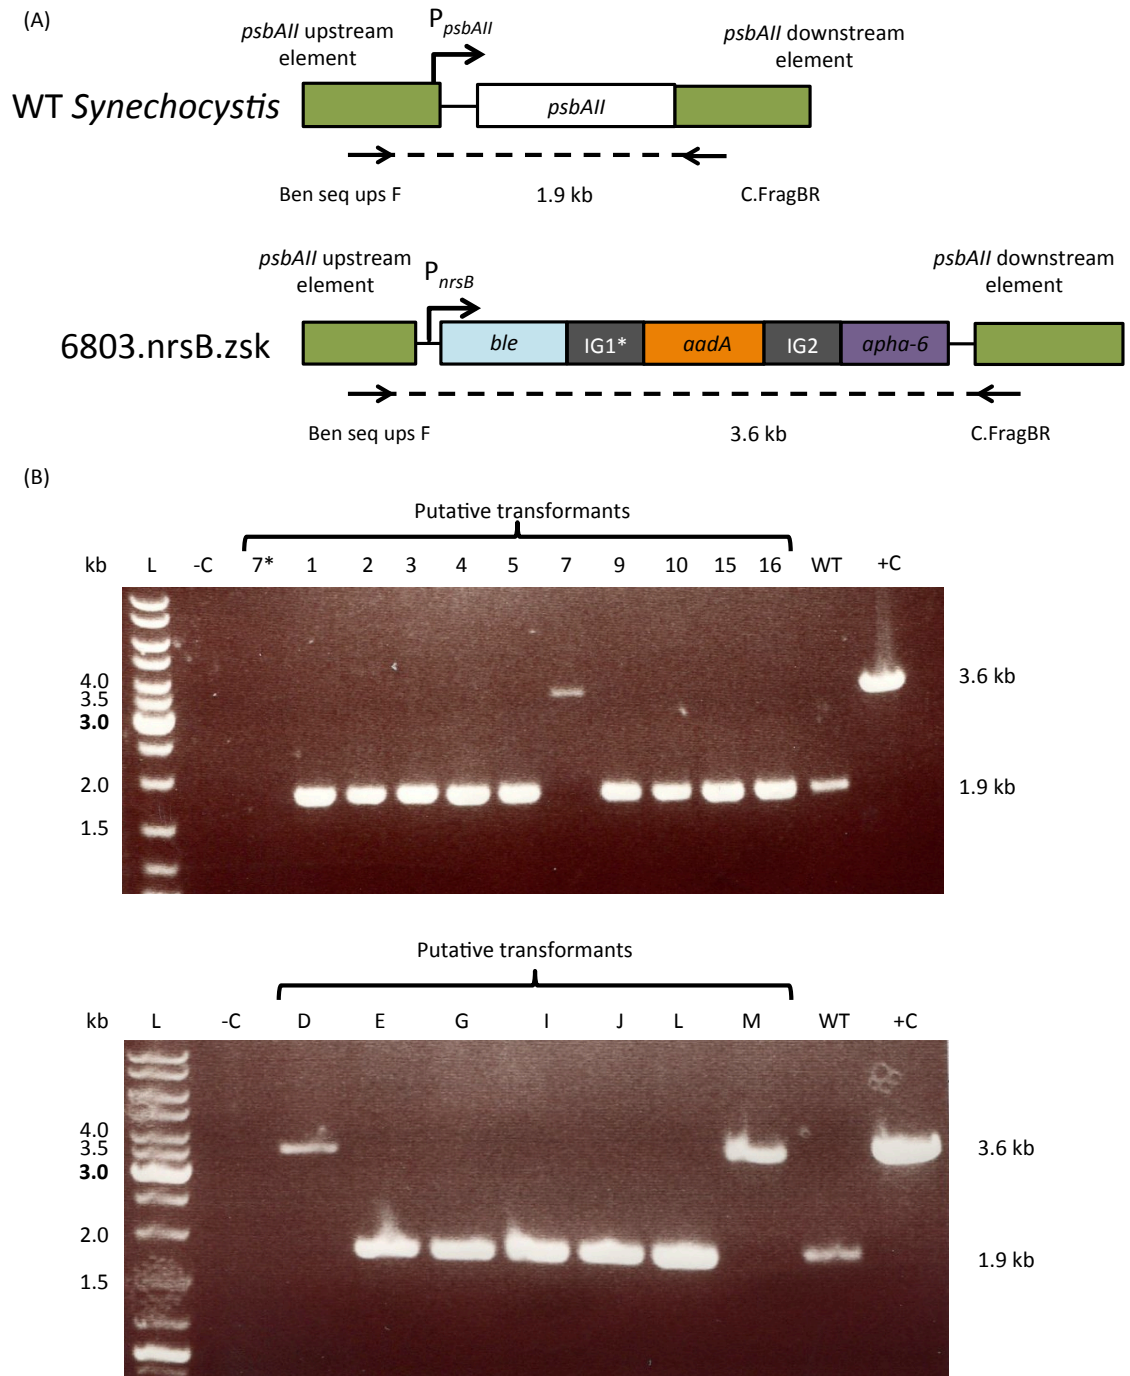 (A)
psbAII upstream element
P psbAII
psbAII downstream element
WT Synechocystis
psbAII
Ben seq ups F
1.9 kb
C.FragBR
psbAII upstream element
P nrsB
psbAII downstream element
6803.nrsB.zsk
ble
IG1*
aadA
IG2
apha-6
Ben seq ups F
3.6 kb
C.FragBR
(B)
Putative transformants
kb L -C 7* 1 2 3 4 5 7 9 10 15 16 WT +C
4.0
3.5
3.0
2.0
1.5
3.6 kb
1.9 kb
Putative transformants
kb L -C D E G I J L M WT +C
4.0
3.5
3.0
2.0
1.5
3.6 kb
1.9 kb